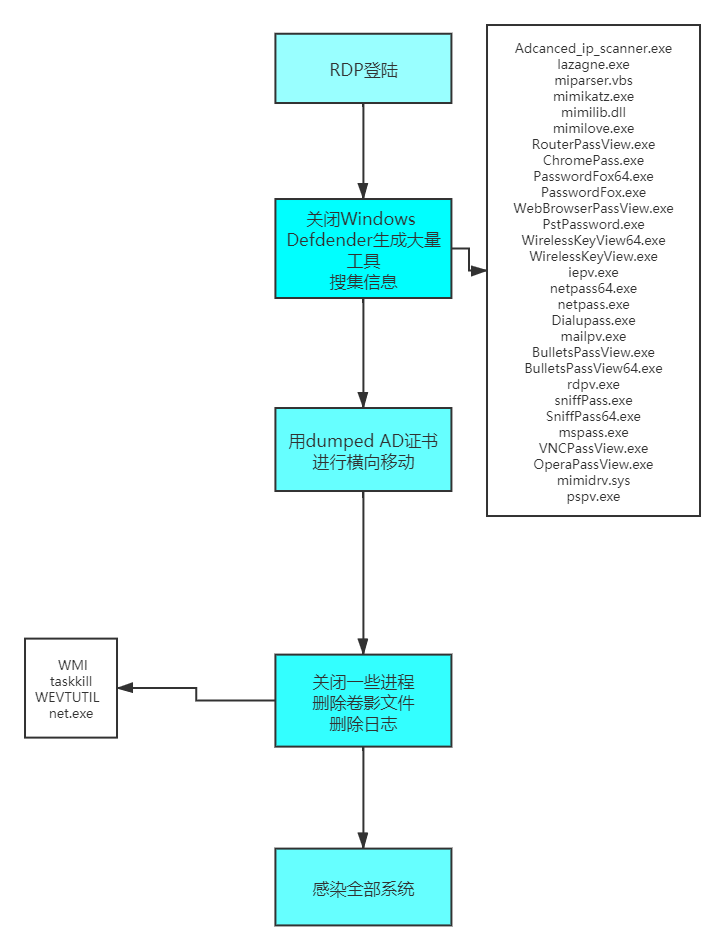 RDP登陆
关闭Windows
Defdender生成大量
工具
搜集信息
Adcanced_ip_scanner.exe
lazagne.exe
miparser.vbs
mimikatz.exe
mimilib.dll
mimilove.exe
RouterPassView.exe
ChromePass.exe
PasswordFox64.exe
PasswordFox.exe
WebBrowserPassView.exe
PstPassword.exe
WirelessKeyView64.exe
WirelessKeyView.exe
iepv.exe
netpass64.exe
netpass.exe
Dialupass.exe
mailpv.exe
BulletsPassView.exe
BulletsPassView64.exe
rdpv.exe
sniffPass.exe
SniffPass64.exe
mspass.exe
VNCPassView.exe
OperaPassView.exe
mimidrv.sys
pspv.exe
用dumped AD证书
进行横向移动
关闭一些进程
删除卷影文件
删除日志
WMI
taskkill
WEVTUTIL
net.exe
感染全部系统